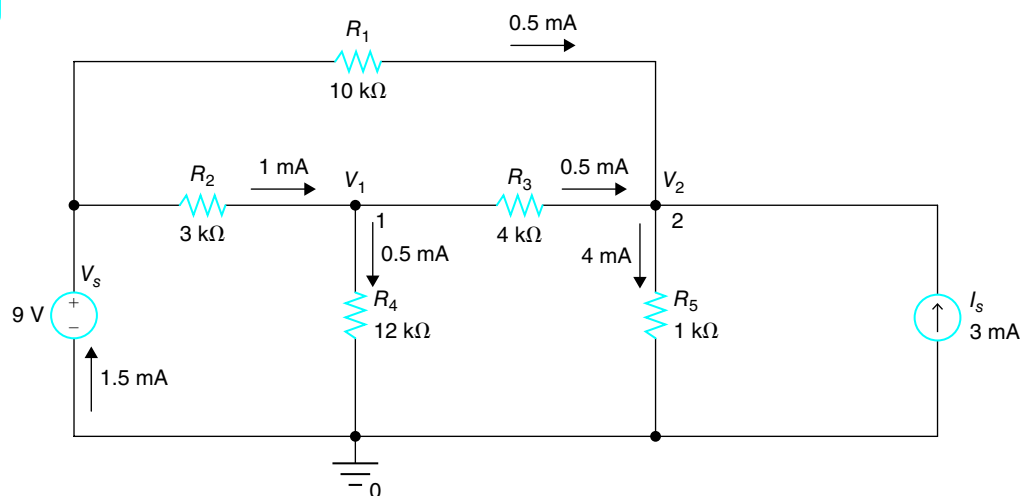 0.5 mA
R1
10 kΩ
R2
1 mA
V1
R3
0.5 mA
V2
3 kΩ
1
4 kΩ
2
Vs
0.5 mA
4 mA
9 V
+
−
R4
12 kΩ
R5
1 kΩ
Is
3 mA
1.5 mA
0